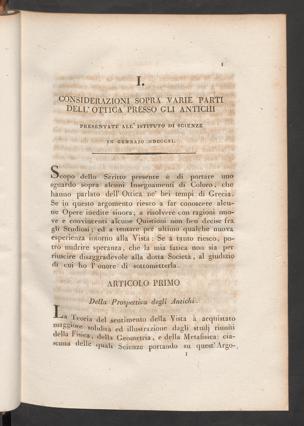 1
I.
CONSIDERAZIONI SOPRA VARIE PARTI
DELL'OTTICA PRESSO GLI ANTICHI
PRESENTATE ALL'ISTITUTO DI SCIENZE
IN GENNAJO MDCCCXI.
Scopo dello Scritto presente è di portare uno
sguardo sopra alcuni Insegnamenti di Coloro, che
hanno parlato dell'Ottica ne' bei tempi di Grecia.
Se in questo argomento riesco a far conoscere alcu-
ne Opere inedite sinora; a risolvere con ragioni nuo-
ve e convincenti alcune Quistioni non ben decise fra
gli Studiosi; ed a tentare per ultimo qualche nuova
esperienza intorno alla Vista: Se a tanto riesco, po-
trò nudrire speranza, che la mia fatica non sia per
riuscire disaggradevole alla dotta Società, al giudizio
di cui ho l'onore di sottometterla.
ARTICOLO PRIMO
Della Prospettiva degli Antichi.
La Teoria del sentimento della Vista à acquistato
maggiore solidità ed illustrazione dagli studj riuniti
della Fisica, della Geometria, e della Metafisica: cia-
scuna delle quali Scienze portando su quest'Argo-
1